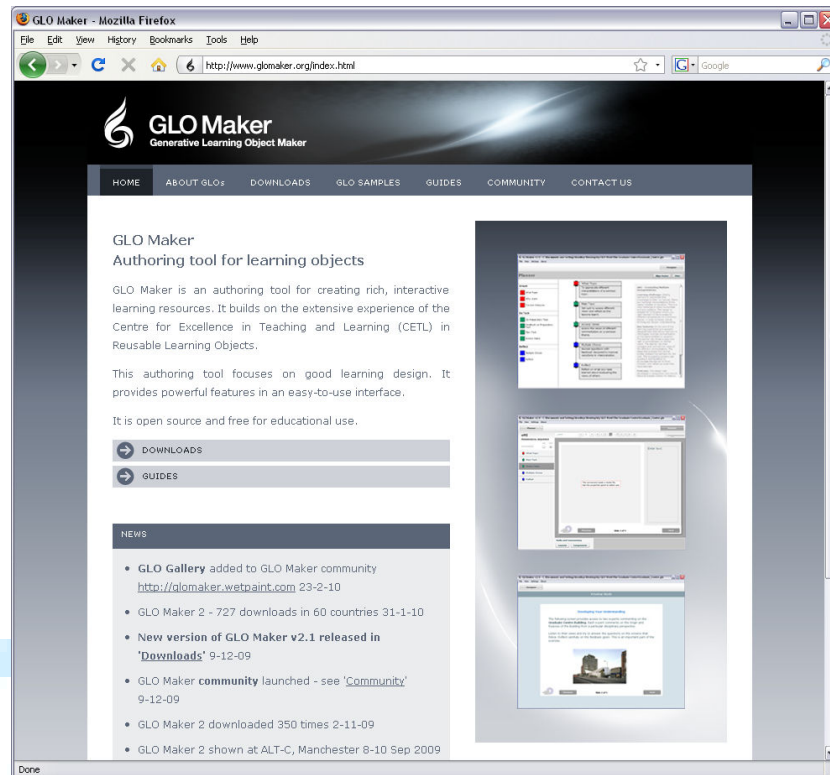 GLO Maker - Mozilla Firefox
File Edit View History Bookmarks Tools Help
http://www.glomaker.org/index.html
Google
GLO Maker
Generative Learning Object Maker
HOME ABOUT GLOs DOWNLOADS GLO SAMPLES GUIDES COMMUNITY CONTACT US
GLO Maker
Authoring tool for learning objects
GLO Maker is an authoring tool for creating rich, interactive
learning resources. It builds on the extensive experience of the
Centre for Excellence in Teaching and Learning (CETL) in
Reusable Learning Objects.
This authoring tool focuses on good learning design. It
provides powerful features in an easy-to-use interface.
It is open source and free for educational use.
DOWNLOADS
GUIDES
NEWS
GLO Gallery added to GLO Maker community
http://glomaker.wetpaint.com 23-2-10
GLO Maker 2 - 727 downloads in 60 countries 31-1-10
New version of GLO Maker v2.1 released in
'Downloads' 9-12-09
GLO Maker community launched - see 'Community'
9-12-09
GLO Maker 2 downloaded 350 times 2-11-09
GLO Maker 2 shown at ALT-C, Manchester 8-10 Sep 2009
Done